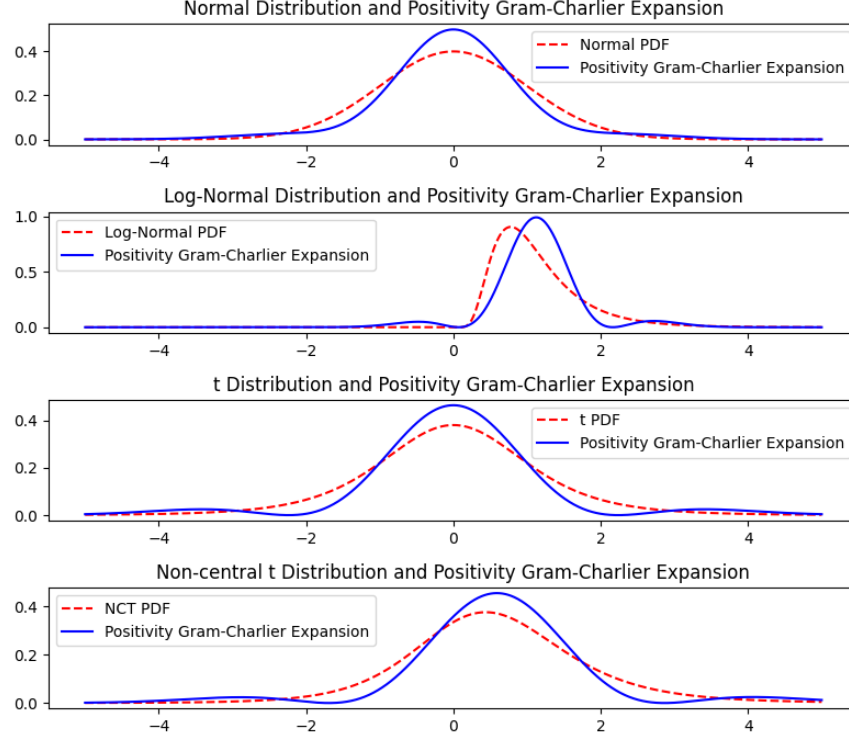 Normal Distribution and Positivity Gram-Charlier Expansion
0.4
0.2
0.0
Normal PDF
Positivity Gram-Charlier Expansion
−4
−2
0
2
4
Log-Normal Distribution and Positivity Gram-Charlier Expansion
1.0
0.5
0.0
Log-Normal PDF
Positivity Gram-Charlier Expansion
−4
−2
0
2
4
t Distribution and Positivity Gram-Charlier Expansion
0.4
0.2
0.0
t PDF
Positivity Gram-Charlier Expansion
−4
−2
0
2
4
Non-central t Distribution and Positivity Gram-Charlier Expansion
0.4
0.2
0.0
NCT PDF
Positivity Gram-Charlier Expansion
−4
−2
0
2
4